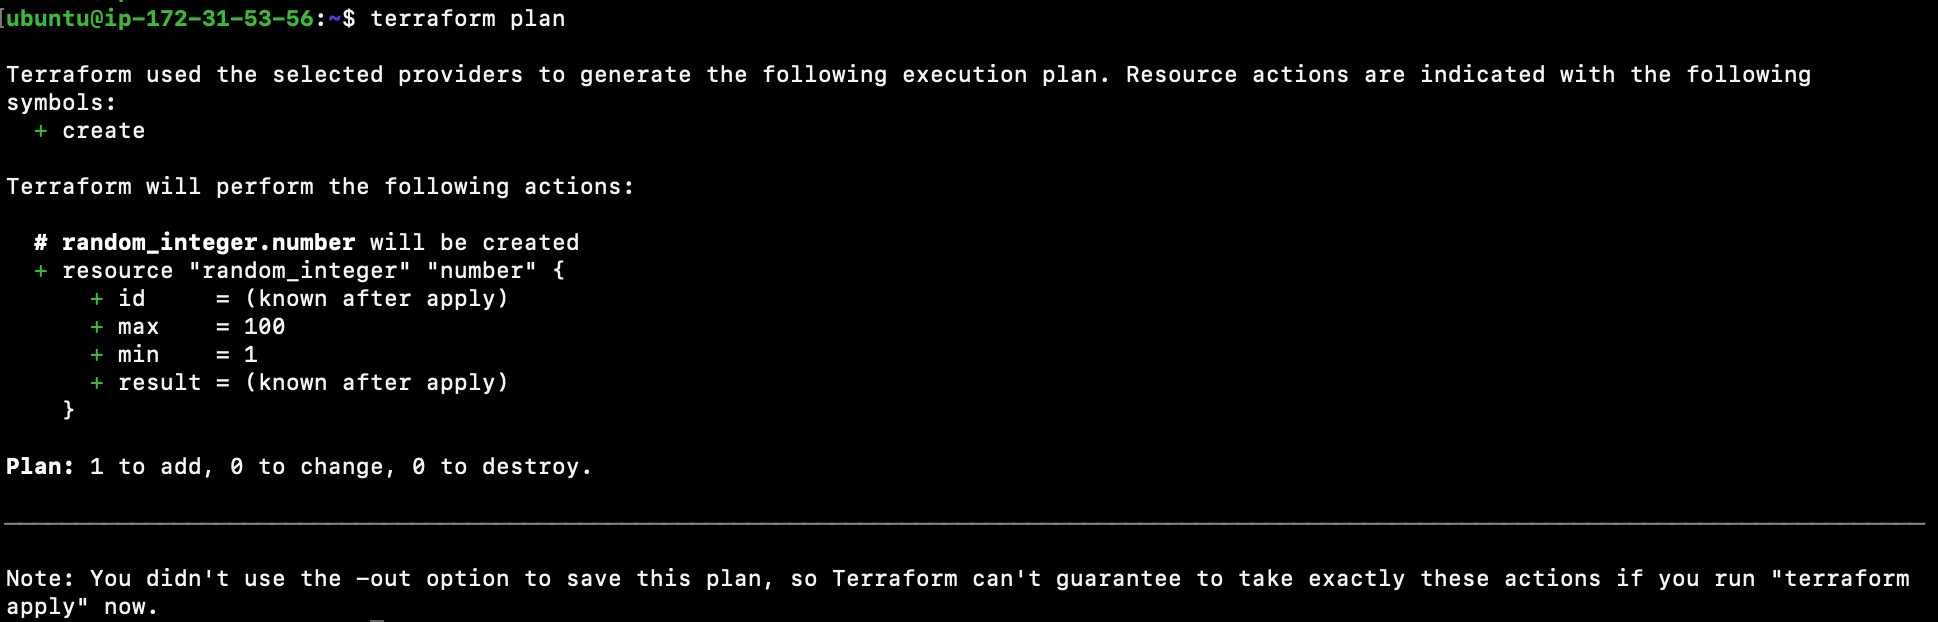 [ubuntu@ip-172-31-53-56:~$ terraform plan
Terraform used the selected providers to generate the following execution plan. Resource actions are indicated with the following
symbols:
  + create
Terraform will perform the following actions:
  # random_integer.number will be created
  + resource "random_integer" "number" {
      + id     = (known after apply)
      + max    = 100
      + min    = 1
      + result = (known after apply)
    }
Plan: 1 to add, 0 to change, 0 to destroy.
Note: You didn't use the -out option to save this plan, so Terraform can't guarantee to take exactly these actions if you run "terraform
apply" now.